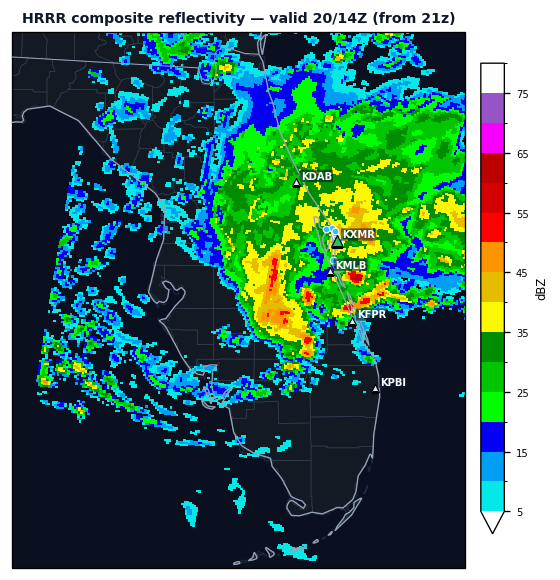 HRRR composite reflectivity — valid 20/14Z (from 21z)
KDAB
KXMR
KMLB
KFPR
KPBI
75
65
55
45
35
25
15
5
dBZ